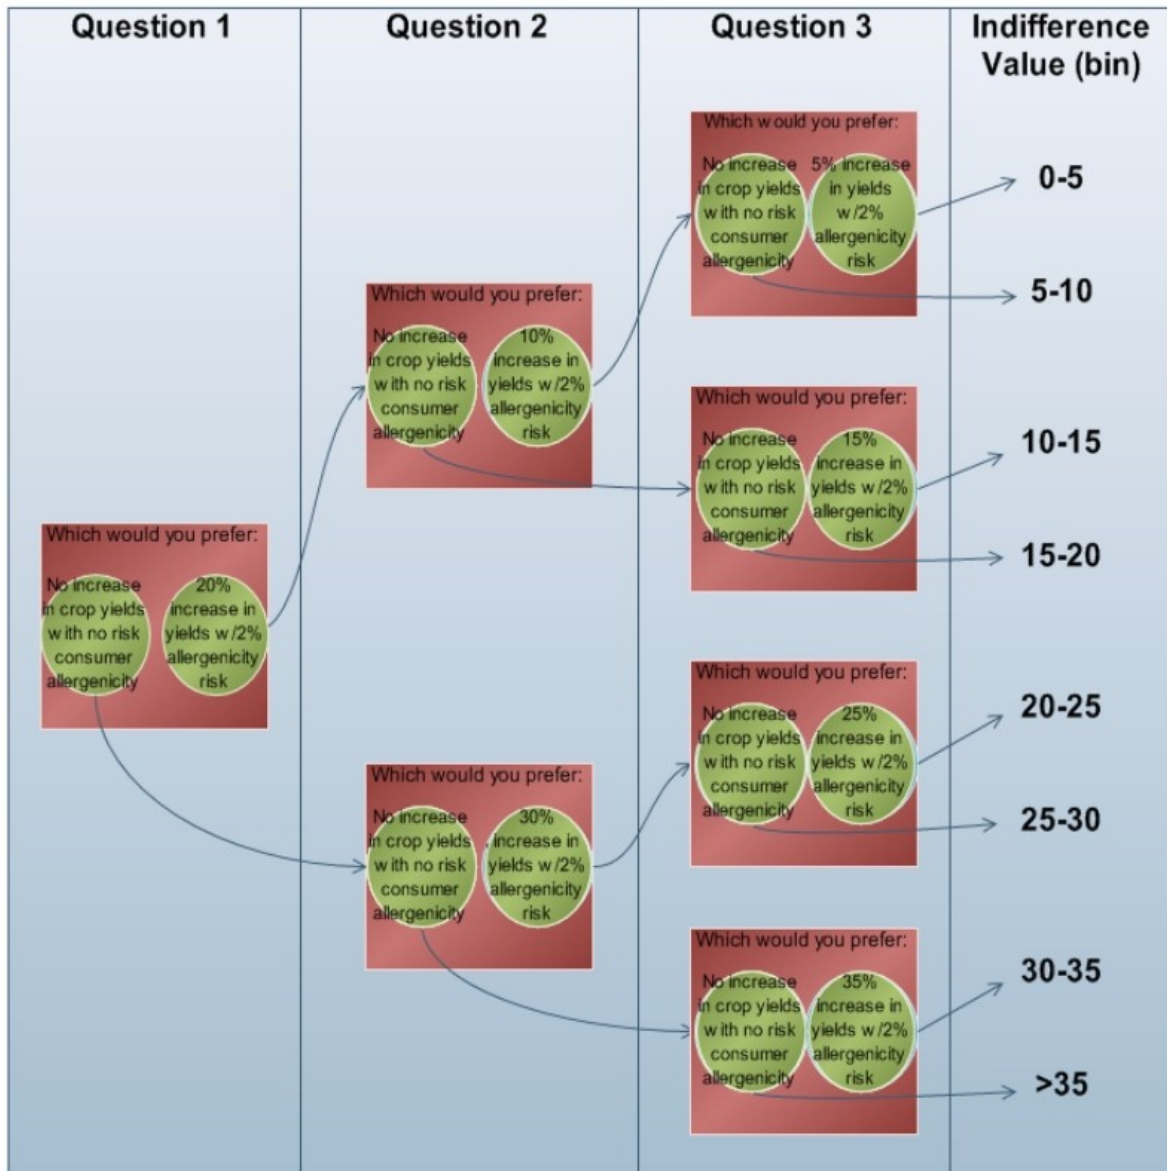 Question 1
Question 2
Question 3
Indifference
Value (bin)
Which would you prefer:
No increase
in crop yields
with no risk
consumer
allergenicity
20%
increase in
yields w/2%
allergenicity
risk
Which would you prefer:
No increase
in crop yields
with no risk
consumer
allergenicity
10%
increase in
yields w/2%
allergenicity
risk
Which would you prefer:
No increase
in crop yields
with no risk
consumer
allergenicity
30%
increase in
yields w/2%
allergenicity
risk
Which would you prefer:
No increase
in crop yields
with no risk
consumer
allergenicity
5% increase
in yields
w/2%
allergenicity
risk
Which would you prefer:
No increase
in crop yields
with no risk
consumer
allergenicity
15%
increase in
yields w/2%
allergenicity
risk
Which would you prefer:
No increase
in crop yields
with no risk
consumer
allergenicity
25%
increase in
yields w/2%
allergenicity
risk
Which would you prefer:
No increase
in crop yields
with no risk
consumer
allergenicity
35%
increase in
yields w/2%
allergenicity
risk
0-5
5-10
10-15
15-20
20-25
25-30
30-35
>35